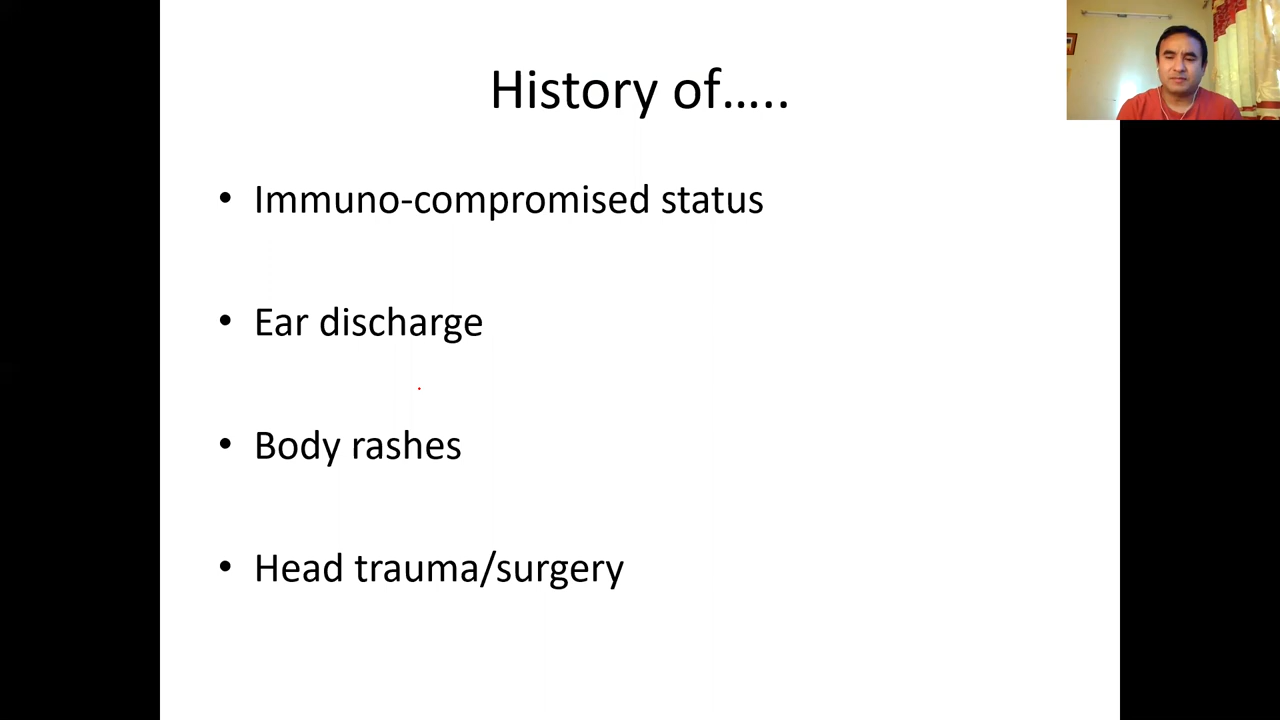 History of.....
• Immuno-compromised status
• Ear discharge
• Body rashes
• Head trauma/surgery